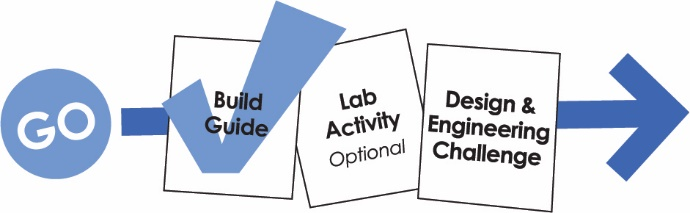 GO
Build
Guide
Lab
Activity
Optional
Design &
Engineering
Challenge